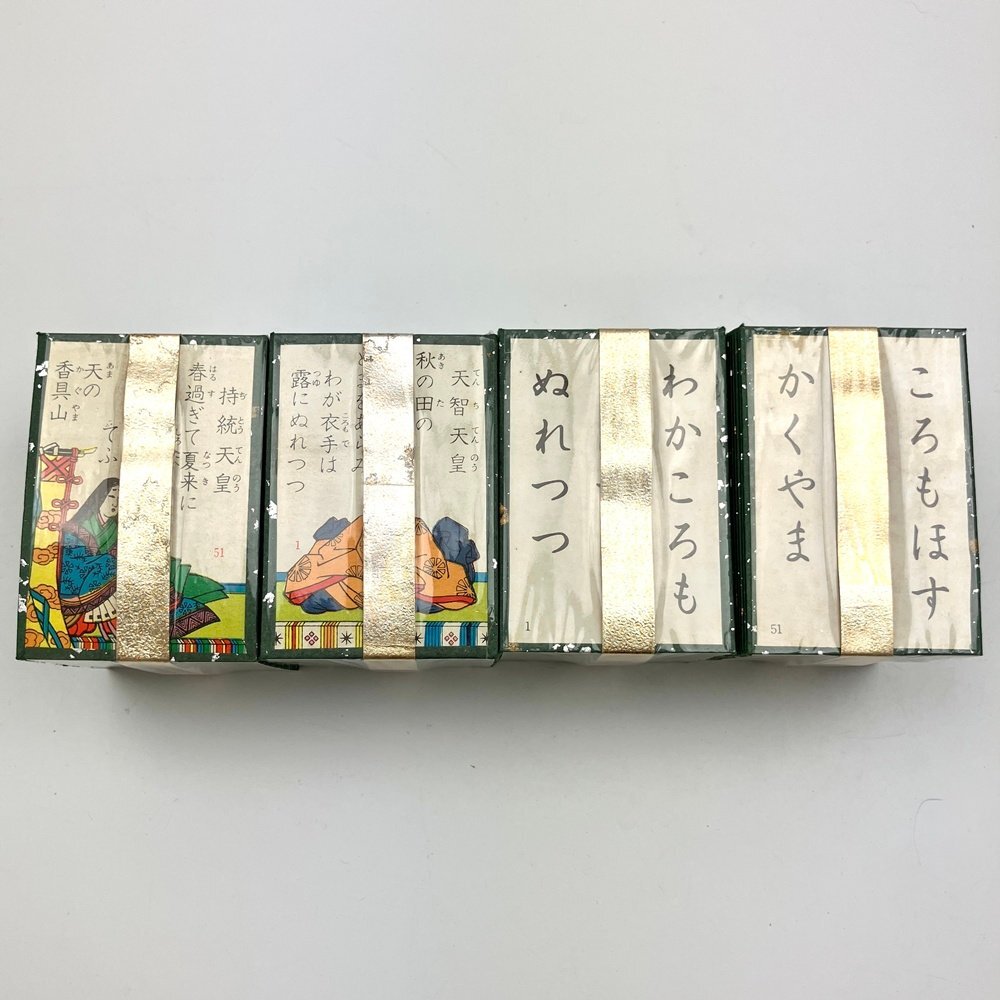 持統天皇
春過ぎて夏来に
てふ
天の
香具山
51
天智天皇
秋の田の
わが衣手は
露にぬれつつ
1
わかころも
ぬれつつ
1
ころもほす
かくやま
51